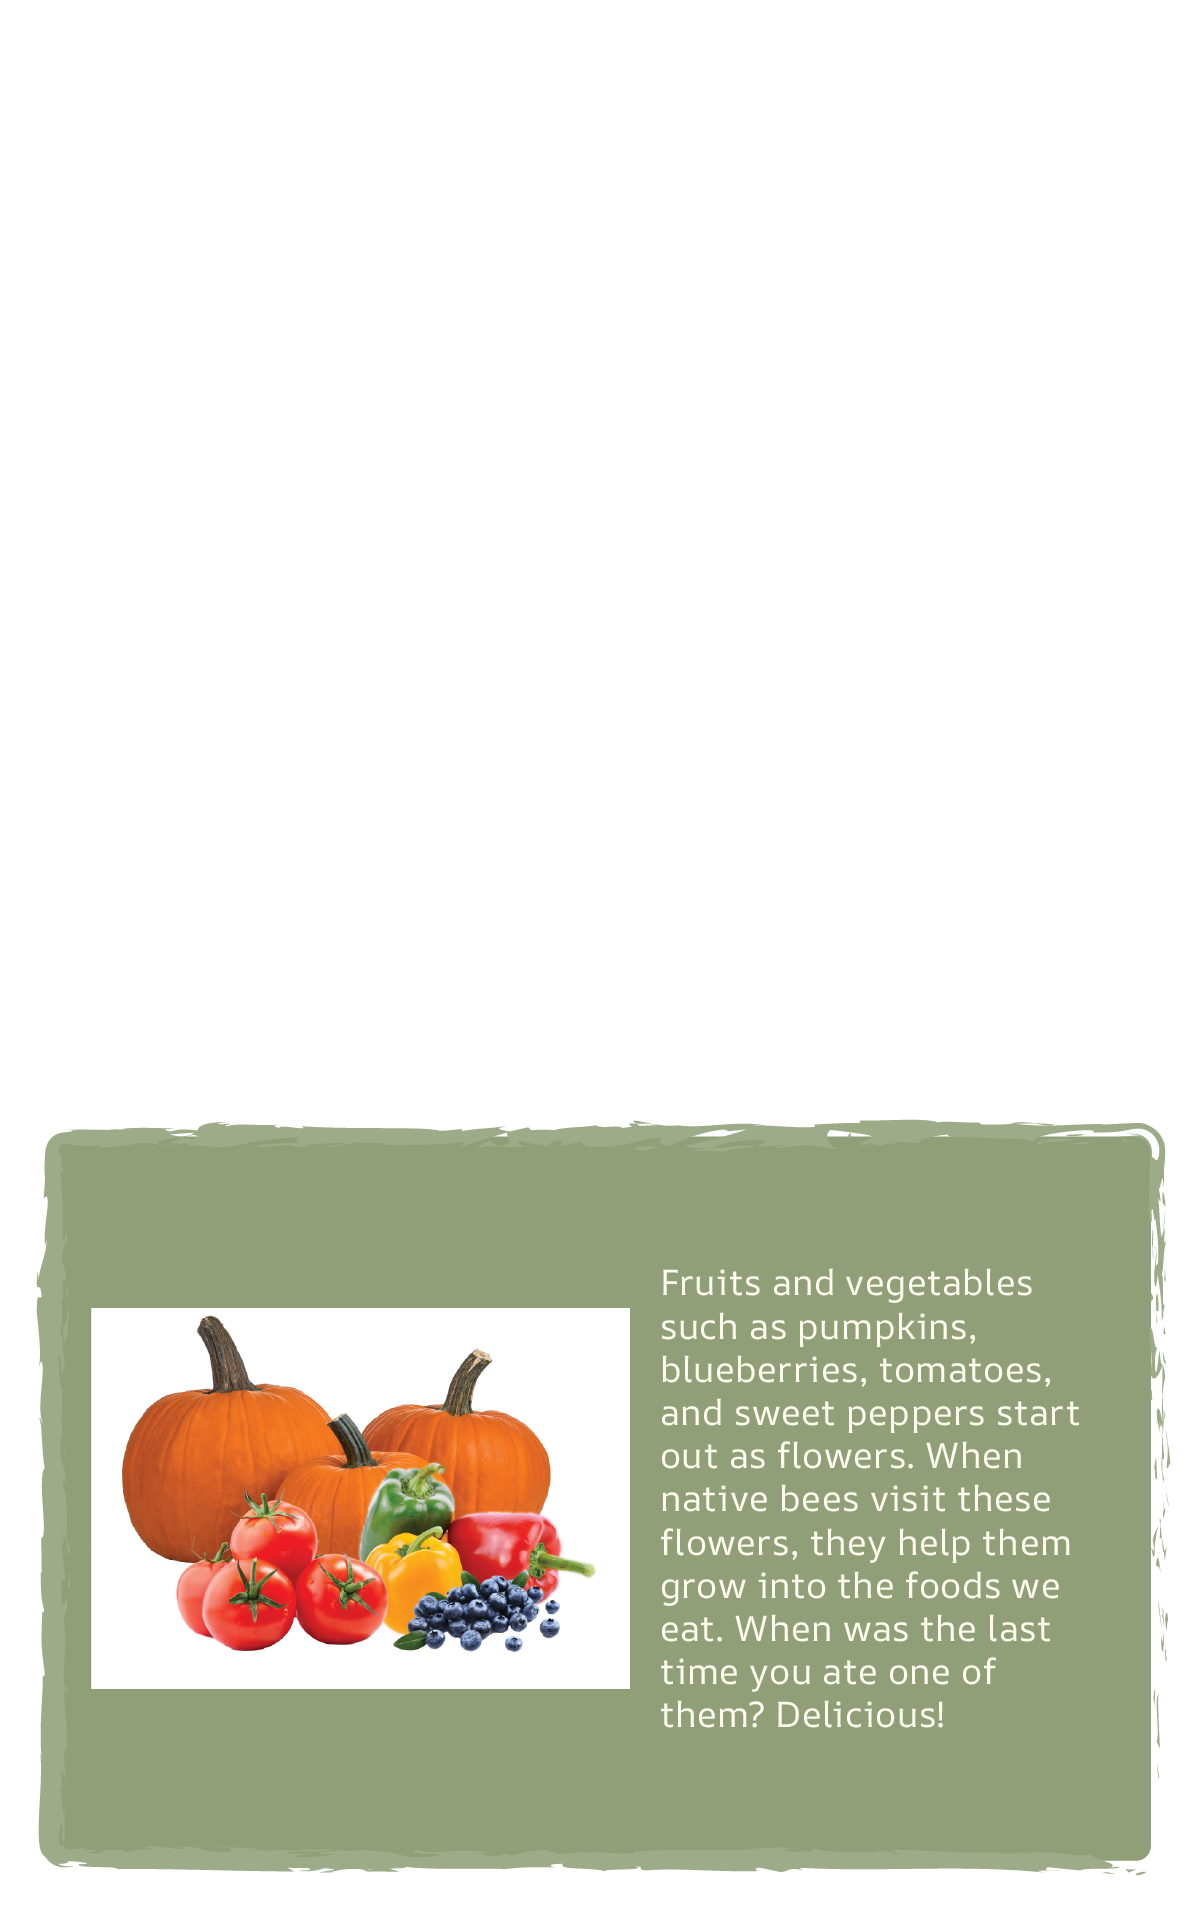 Fruits and vegetables
such as pumpkins,
blueberries, tomatoes,
and sweet peppers start
out as flowers. When
native bees visit these
flowers, they help them
grow into the foods we
eat. When was the last
time you ate one of
them? Delicious!